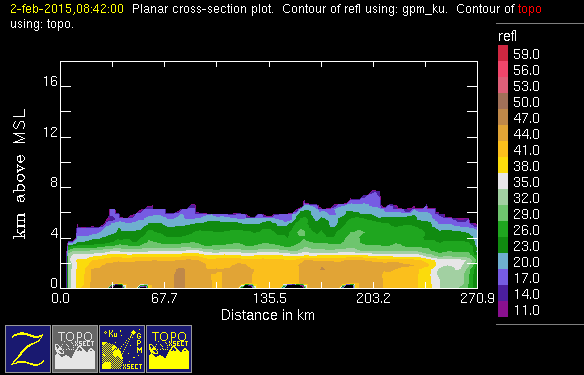 2-feb-2015,08:42:00 Planar cross-section plot. Contour of refl using: gpm_ku. Contour of topo
using: topo.
refl
59.0
56.0
53.0
50.0
47.0
44.0
41.0
38.0
35.0
32.0
29.0
26.0
23.0
20.0
17.0
14.0
11.0
km above MSL
16
12
8
4
0
0.0 67.7 135.5 203.2 270.9
Distance in km
Z
TOPO
XSECT
"Ku"
GPM
XSECT
TOPO
XSECT